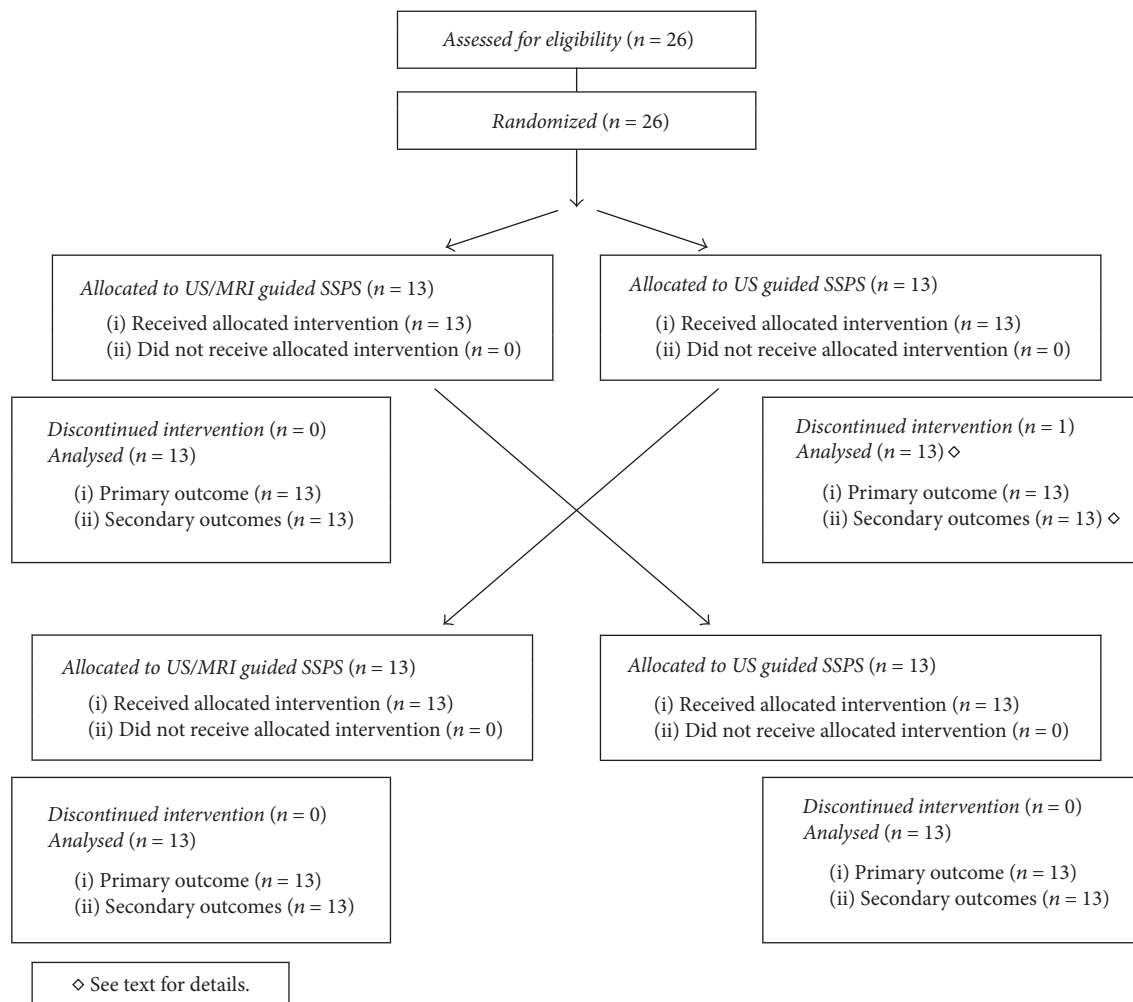 Assessed for eligibility (n = 26)
Randomized (n = 26)
Allocated to US/MRI guided SSPS (n = 13)
(i) Received allocated intervention (n = 13)
(ii) Did not receive allocated intervention (n = 0)
Allocated to US guided SSPS (n = 13)
(i) Received allocated intervention (n = 13)
(ii) Did not receive allocated intervention (n = 0)
Discontinued intervention (n = 0)
Analysed (n = 13)
(i) Primary outcome (n = 13)
(ii) Secondary outcomes (n = 13)
Discontinued intervention (n = 1)
Analysed (n = 13) ◇
(i) Primary outcome (n = 13)
(ii) Secondary outcomes (n = 13) ◇
Allocated to US/MRI guided SSPS (n = 13)
(i) Received allocated intervention (n = 13)
(ii) Did not receive allocated intervention (n = 0)
Allocated to US guided SSPS (n = 13)
(i) Received allocated intervention (n = 13)
(ii) Did not receive allocated intervention (n = 0)
Discontinued intervention (n = 0)
Analysed (n = 13)
(i) Primary outcome (n = 13)
(ii) Secondary outcomes (n = 13)
Discontinued intervention (n = 0)
Analysed (n = 13)
(i) Primary outcome (n = 13)
(ii) Secondary outcomes (n = 13)
◇ See text for details.